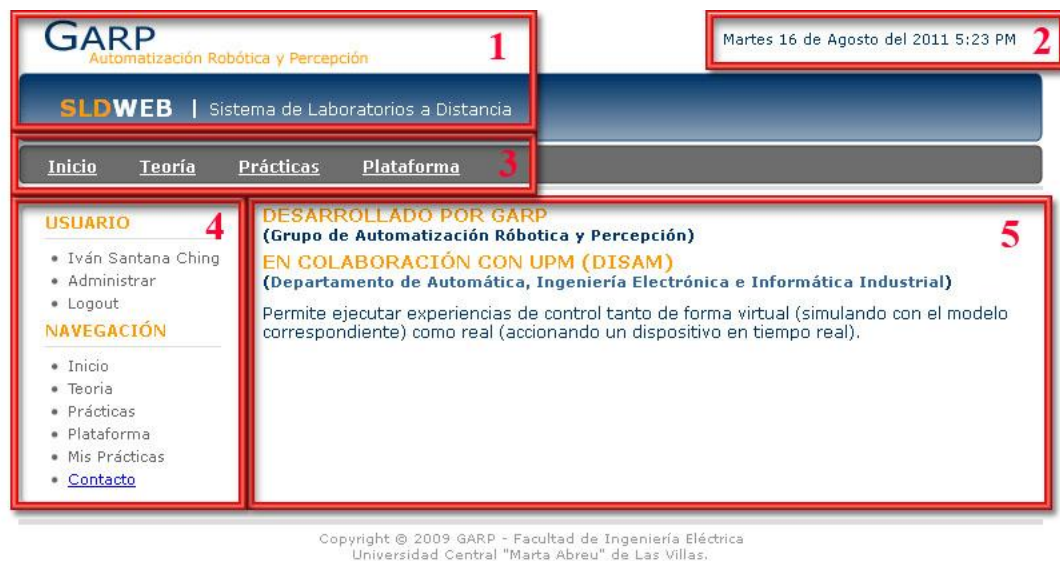 GARP
Automatización Robótica y Percepción
1
Martes 16 de Agosto del 2011 5:23 PM
2
SLDWEB | Sistema de Laboratorios a Distancia
Inicio Teoría Prácticas Plataforma
3
USUARIO
4
• Iván Santana Ching
• Administrar
• Logout
NAVEGACIÓN
• Inicio
• Teoria
• Prácticas
• Plataforma
• Mis Prácticas
• Contacto
DESARROLLADO POR GARP
(Grupo de Automatización Róbotica y Percepción)
5
EN COLABORACIÓN CON UPM (DISAM)
(Departamento de Automática, Ingeniería Electrónica e Informática Industrial)
Permite ejecutar experiencias de control tanto de forma virtual (simulando con el modelo
correspondiente) como real (accionando un dispositivo en tiempo real).
Copyright © 2009 GARP - Facultad de Ingeniería Eléctrica
Universidad Central "Marta Abreu" de Las Villas.